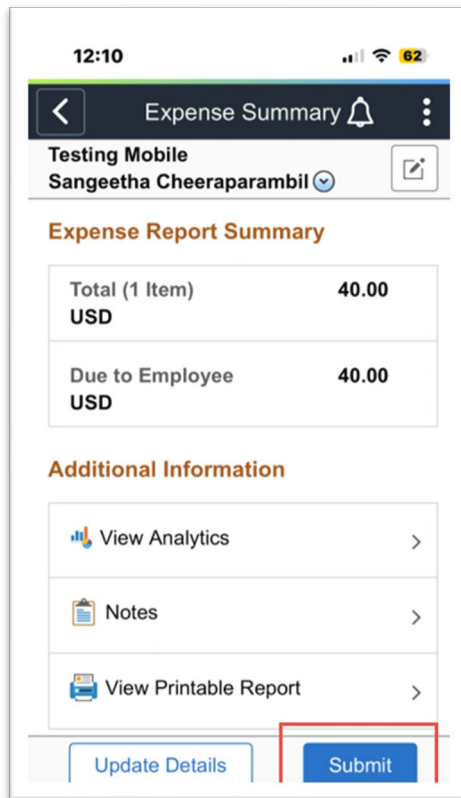 12:10 62
Expense Summary
Testing Mobile
Sangeetha Cheeraparambil
Expense Report Summary
Total (1 Item) 40.00
USD
Due to Employee 40.00
USD
Additional Information
View Analytics
Notes
View Printable Report
Update Details Submit